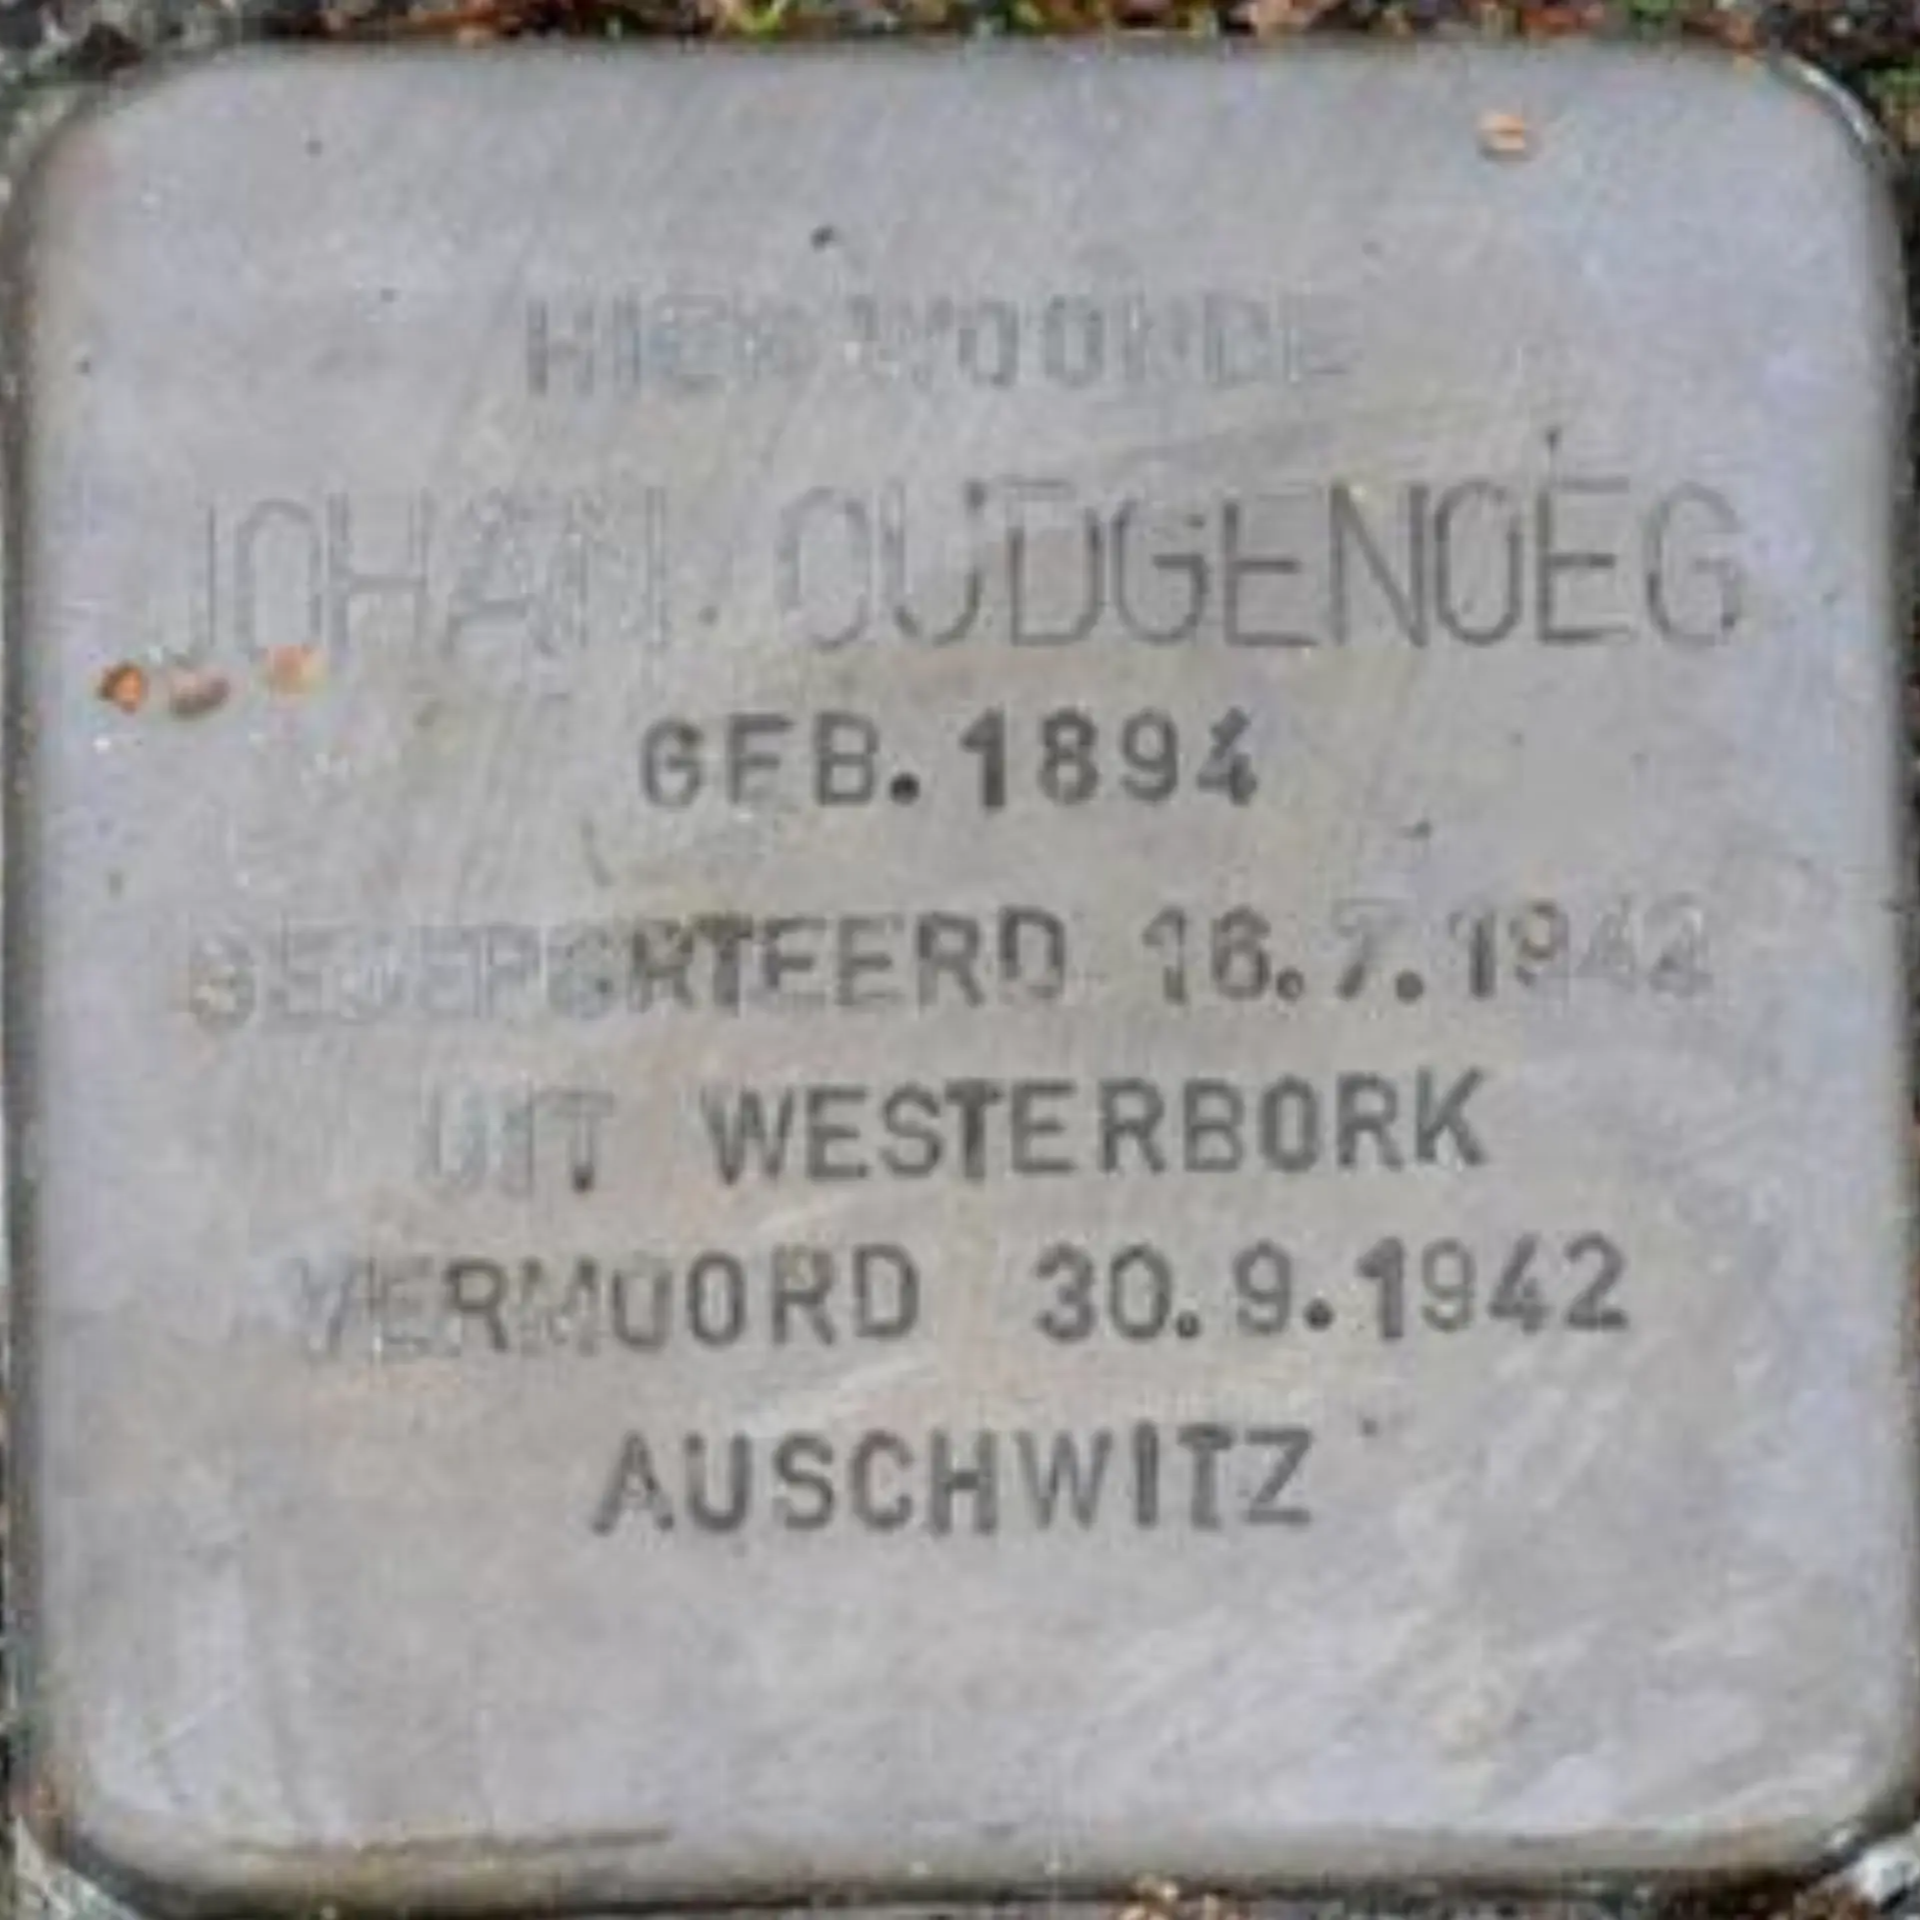 HIER WOONDE
JOHAN OUDGENOEG
GEB. 1894
GEDEPORTEERD 16.7.1942
UIT WESTERBORK
VERMOORD 30.9.1942
AUSCHWITZ